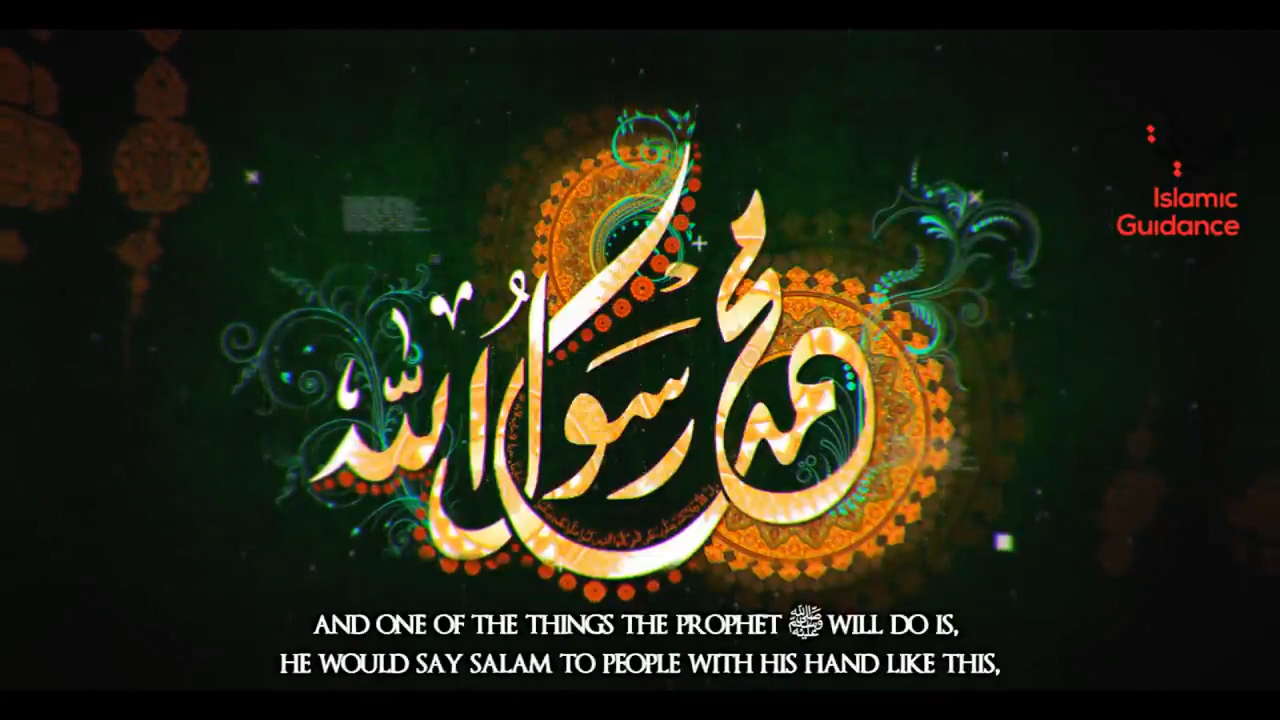 محمد رسول الله
Islamic
Guidance
AND ONE OF THE THINGS THE PROPHET ﷺ WILL DO IS,
HE WOULD SAY SALAM TO PEOPLE WITH HIS HAND LIKE THIS,